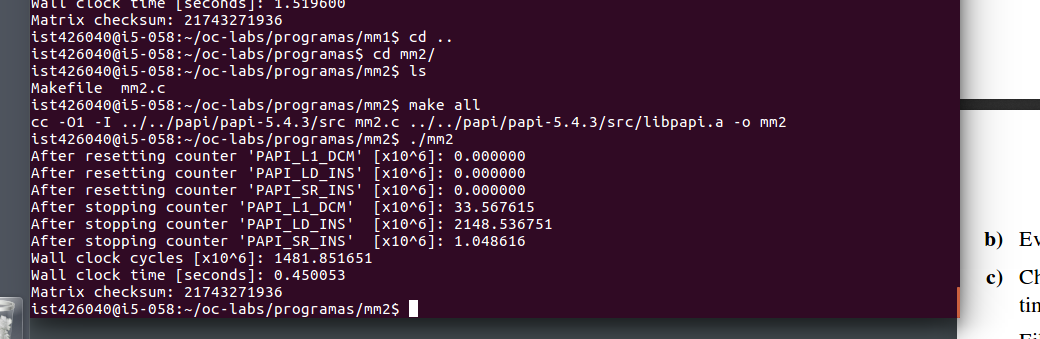 Wall clock time [seconds]: 1.519600
Matrix checksum: 21743271936
ist426040@i5-058:~/oc-labs/programas/mm1$ cd ..
ist426040@i5-058:~/oc-labs/programas$ cd mm2/
ist426040@i5-058:~/oc-labs/programas/mm2$ ls
Makefile  mm2.c
ist426040@i5-058:~/oc-labs/programas/mm2$ make all
cc -O1 -I ../../papi/papi-5.4.3/src mm2.c ../../papi/papi-5.4.3/src/libpapi.a -o mm2
ist426040@i5-058:~/oc-labs/programas/mm2$ ./mm2
After resetting counter 'PAPI_L1_DCM' [x10^6]: 0.000000
After resetting counter 'PAPI_LD_INS' [x10^6]: 0.000000
After resetting counter 'PAPI_SR_INS' [x10^6]: 0.000000
After stopping counter 'PAPI_L1_DCM'  [x10^6]: 33.567615
After stopping counter 'PAPI_LD_INS'  [x10^6]: 2148.536751
After stopping counter 'PAPI_SR_INS'  [x10^6]: 1.048616
Wall clock cycles [x10^6]: 1481.851651
Wall clock time [seconds]: 0.450053
Matrix checksum: 21743271936
ist426040@i5-058:~/oc-labs/programas/mm2$
b) Ev
c) Ch
tin